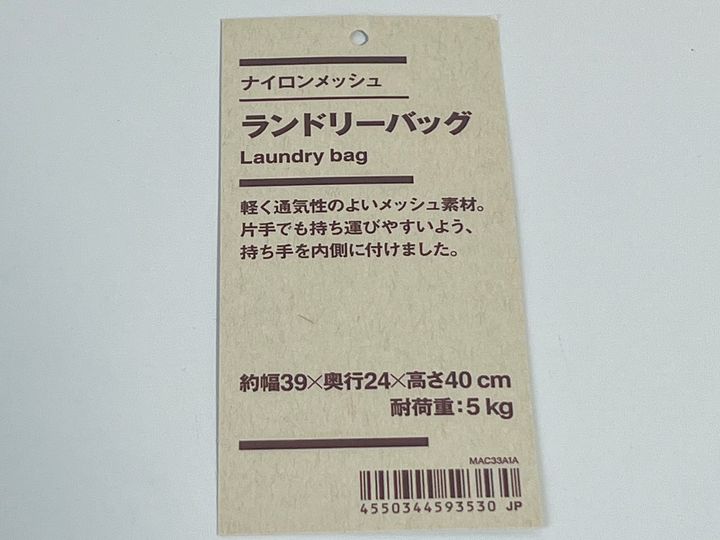 ナイロンメッシュ
ランドリーバッグ
Laundry bag
軽く通気性のよいメッシュ素材。
片手でも持ち運びやすいよう、
持ち手を内側に付けました。
約幅39×奥行24×高さ40 cm
耐荷重：5 kg
MAC33A1A
4550344593530 JP